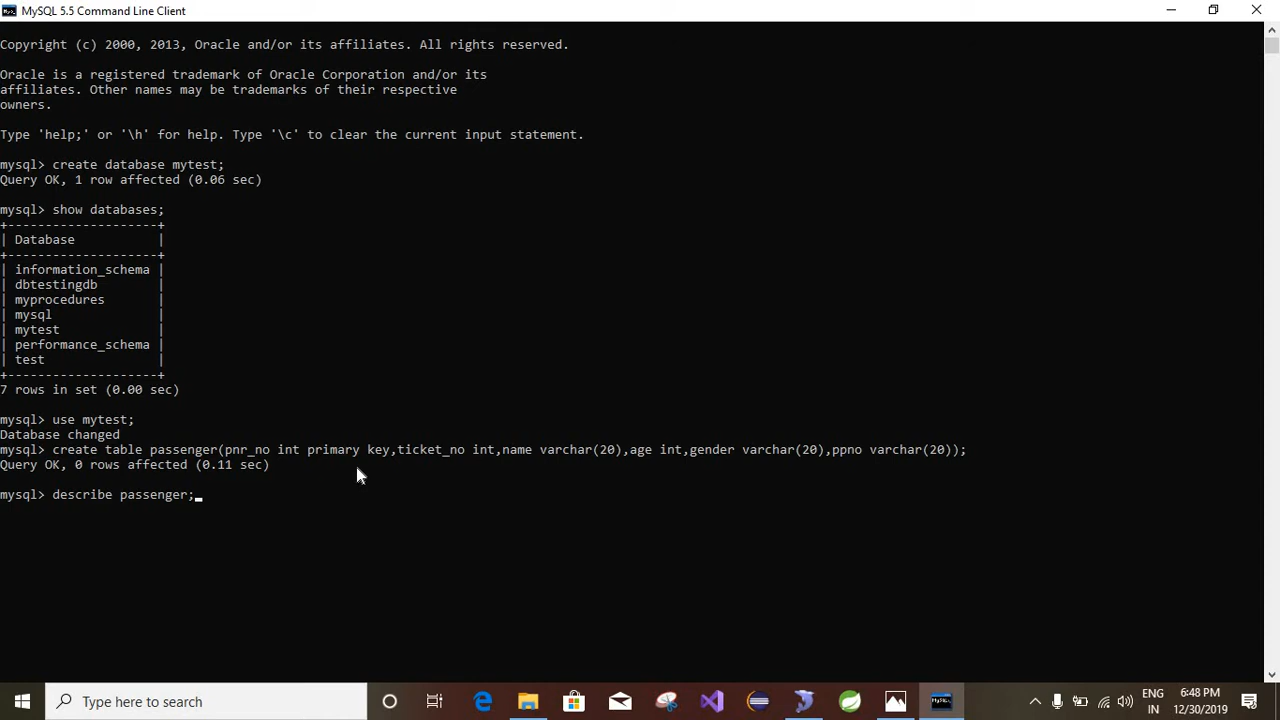 MySQL 5.5 Command Line Client
Copyright (c) 2000, 2013, Oracle and/or its affiliates. All rights reserved.
Oracle is a registered trademark of Oracle Corporation and/or its
affiliates. Other names may be trademarks of their respective
owners.
Type 'help;' or '\h' for help. Type '\c' to clear the current input statement.
mysql> create database mytest;
Query OK, 1 row affected (0.06 sec)
mysql> show databases;
+--------------------+
| Database           |
+--------------------+
| information_schema |
| dbtestingdb        |
| myprocedures       |
| mysql              |
| mytest             |
| performance_schema |
| test               |
+--------------------+
7 rows in set (0.00 sec)
mysql> use mytest;
Database changed
mysql> create table passenger(pnr_no int primary key,ticket_no int,name varchar(20),age int,gender varchar(20),ppno varchar(20));
Query OK, 0 rows affected (0.11 sec)
mysql> describe passenger;_
Type here to search
ENG
IN
6:48 PM
12/30/2019